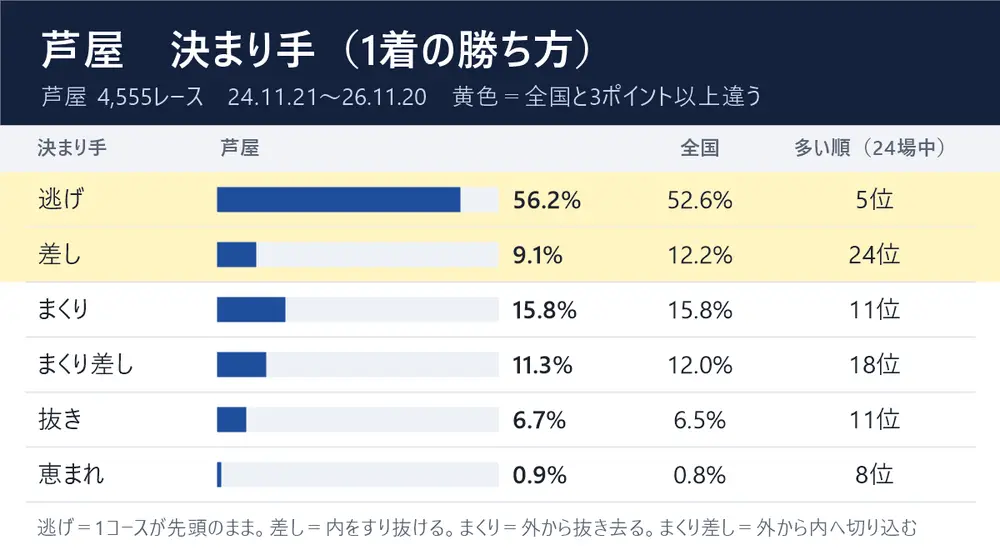 芦屋　決まり手（1着の勝ち方）
芦屋 4,555レース　24.11.21〜26.11.20　黄色＝全国と3ポイント以上違う
決まり手　芦屋　全国　多い順（24場中）
逃げ　56.2%　52.6%　5位
差し　9.1%　12.2%　24位
まくり　15.8%　15.8%　11位
まくり差し　11.3%　12.0%　18位
抜き　6.7%　6.5%　11位
恵まれ　0.9%　0.8%　8位
逃げ＝1コースが先頭のまま。差し＝内をすり抜ける。まくり＝外から抜き去る。まくり差し＝外から内へ切り込む